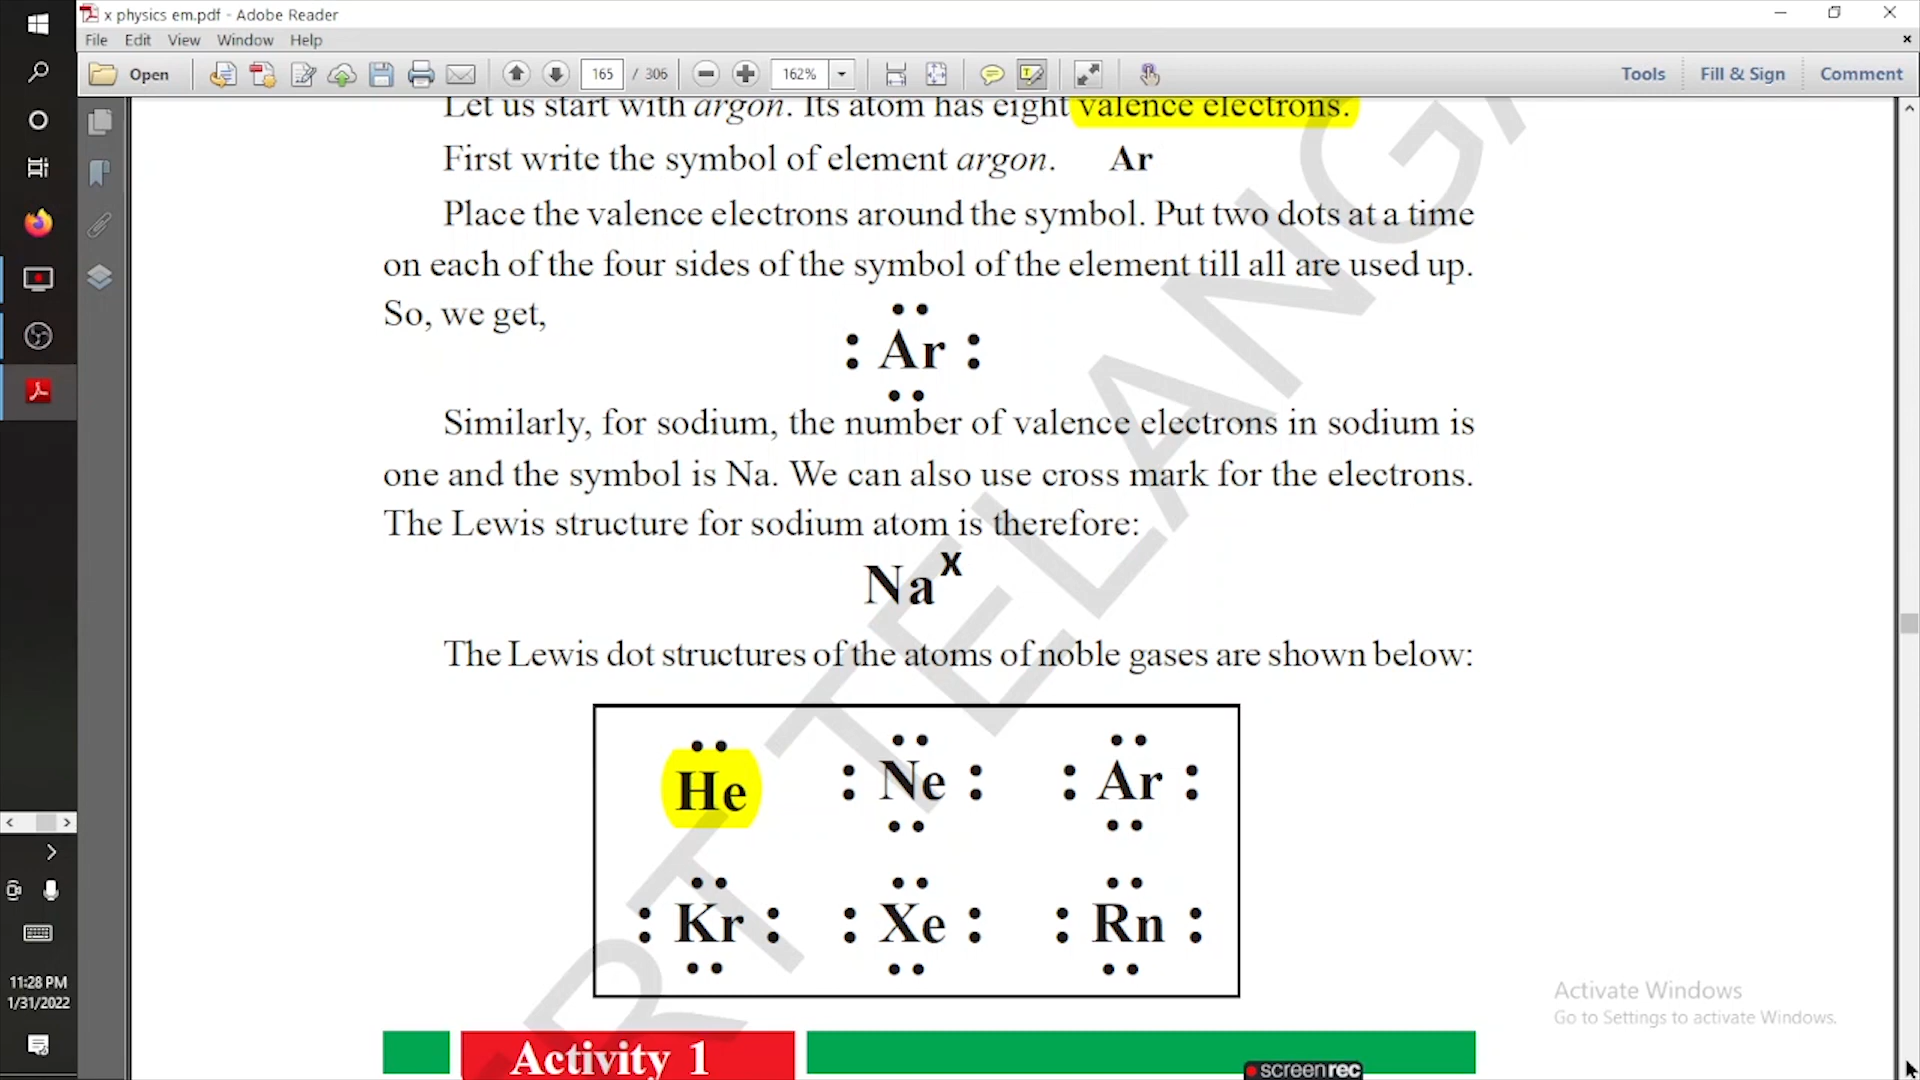 x physics em.pdf - Adobe Reader
File Edit View Window Help
Open 165 / 306 162% Tools Fill & Sign Comment
Let us start with argon. Its atom has eight valence electrons.
First write the symbol of element argon. Ar
Place the valence electrons around the symbol. Put two dots at a time
on each of the four sides of the symbol of the element till all are used up.
So, we get,
Ar
Similarly, for sodium, the number of valence electrons in sodium is
one and the symbol is Na. We can also use cross mark for the electrons.
The Lewis structure for sodium atom is therefore:
Na x
The Lewis dot structures of the atoms of noble gases are shown below:
He Ne Ar
Kr Xe Rn
Activity 1
11:28 PM
1/31/2022
Activate Windows
Go to Settings to activate Windows.
screenrec